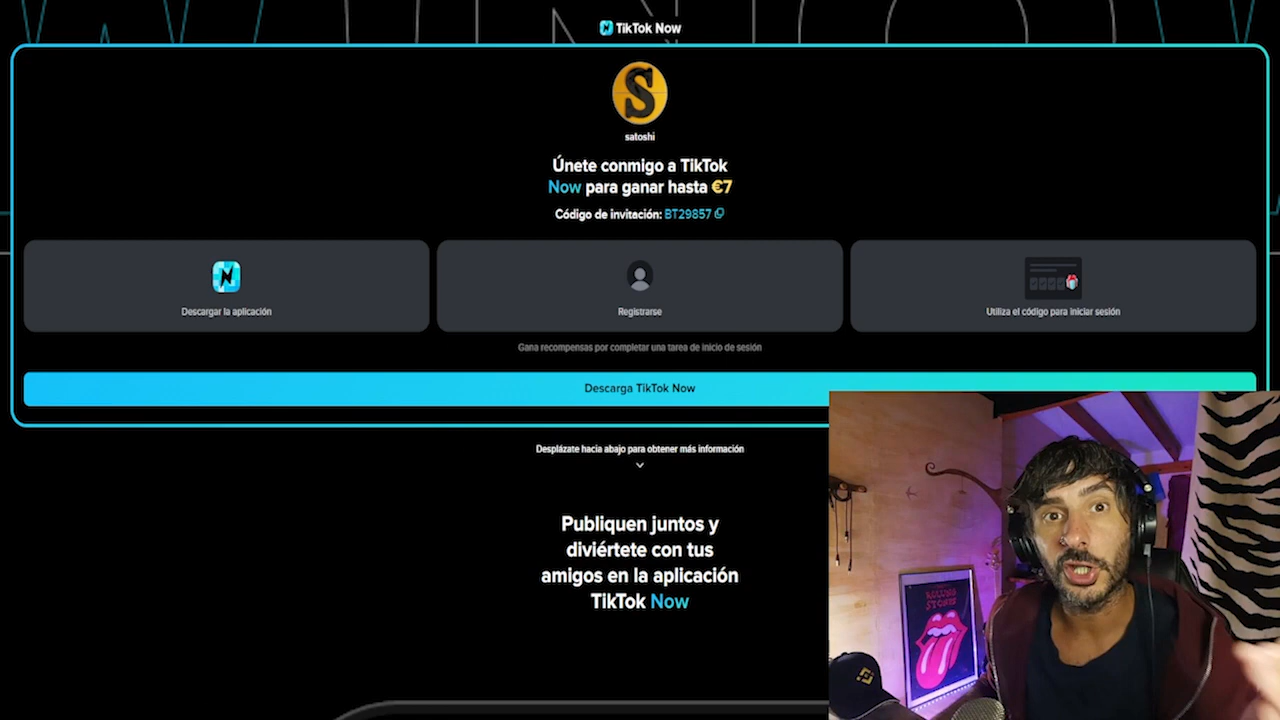 TikTok Now
S
satoshi
Únete conmigo a TikTok
Now para ganar hasta €7
Código de invitación: BT29857
Descargar la aplicación
Registrarse
Utiliza el código para iniciar sesión
Gana recompensas por completar una tarea de inicio de sesión
Descarga TikTok Now
Desplázate hacia abajo para obtener más información
Publiquen juntos y
diviértete con tus
amigos en la aplicación
TikTok Now
ROLLING
STONES